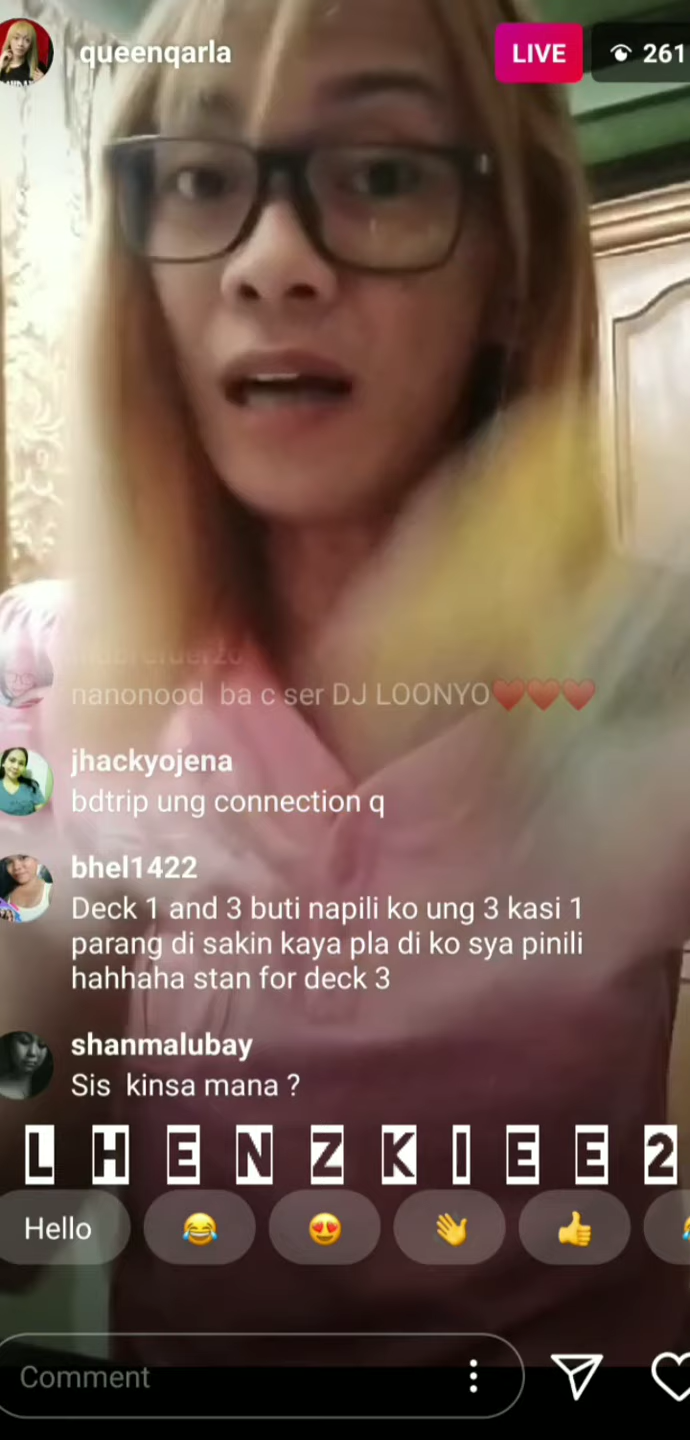 queenqarla
LIVE
261
nanonood ba c ser DJ LOONYO❤️❤️❤️
jhackyojena
bdtrip ung connection q
bhel1422
Deck 1 and 3 buti napili ko ung 3 kasi 1
parang di sakin kaya pla di ko sya pinili
hahhaha stan for deck 3
shanmalubay
Sis kinsa mana ?
LHENZKIEE2
Hello 😂 😍 👋 👍
Comment